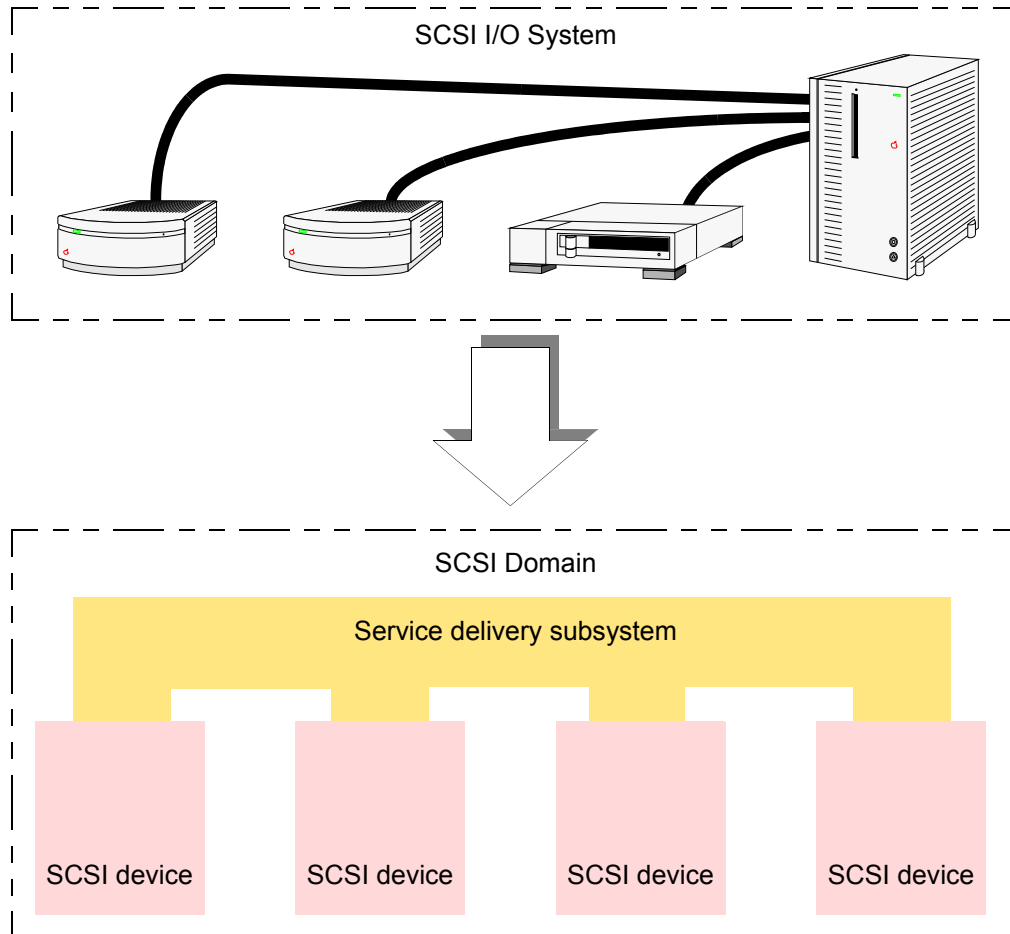 SCSI I/O System
SCSI Domain
Service delivery subsystem
SCSI device
SCSI device
SCSI device
SCSI device